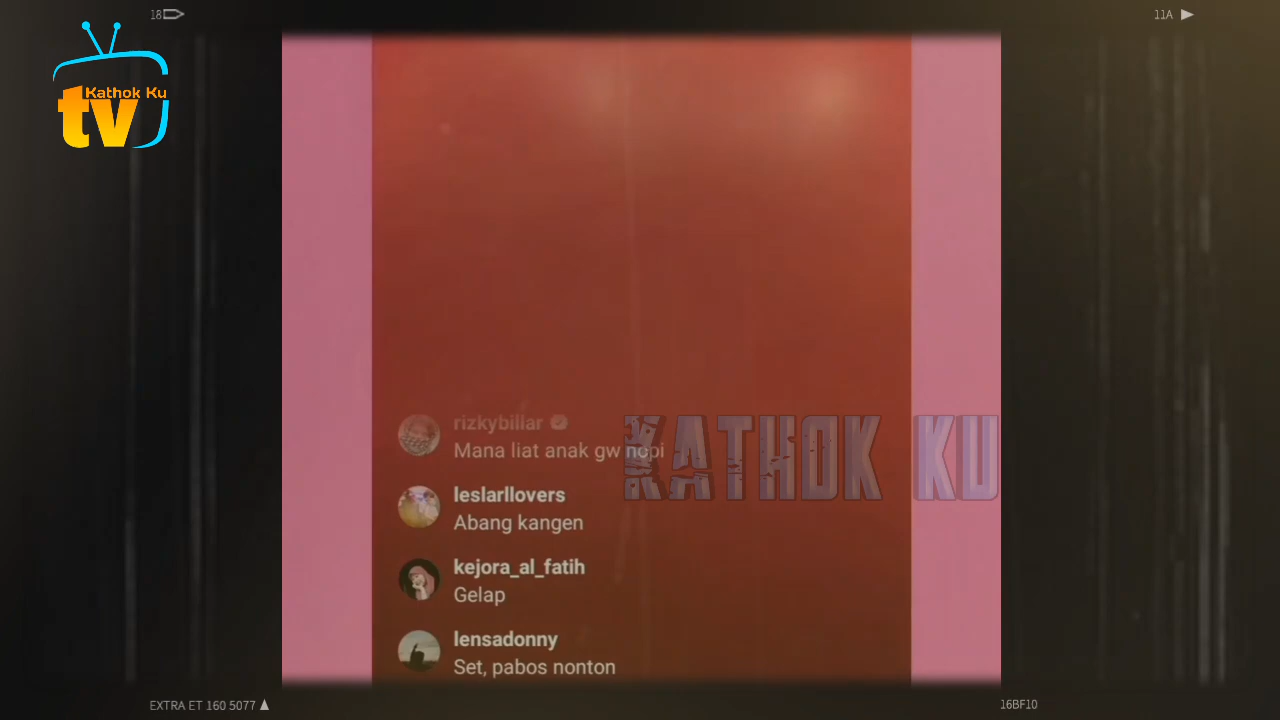 18
11A
Kathok Ku
tv
rizkybillar
Mana liat anak gw nopi
KATHOK KU
leslarllovers
Abang kangen
kejora_al_fatih
Gelap
lensadonny
Set, pabos nonton
EXTRA ET 160 5077
16BF10